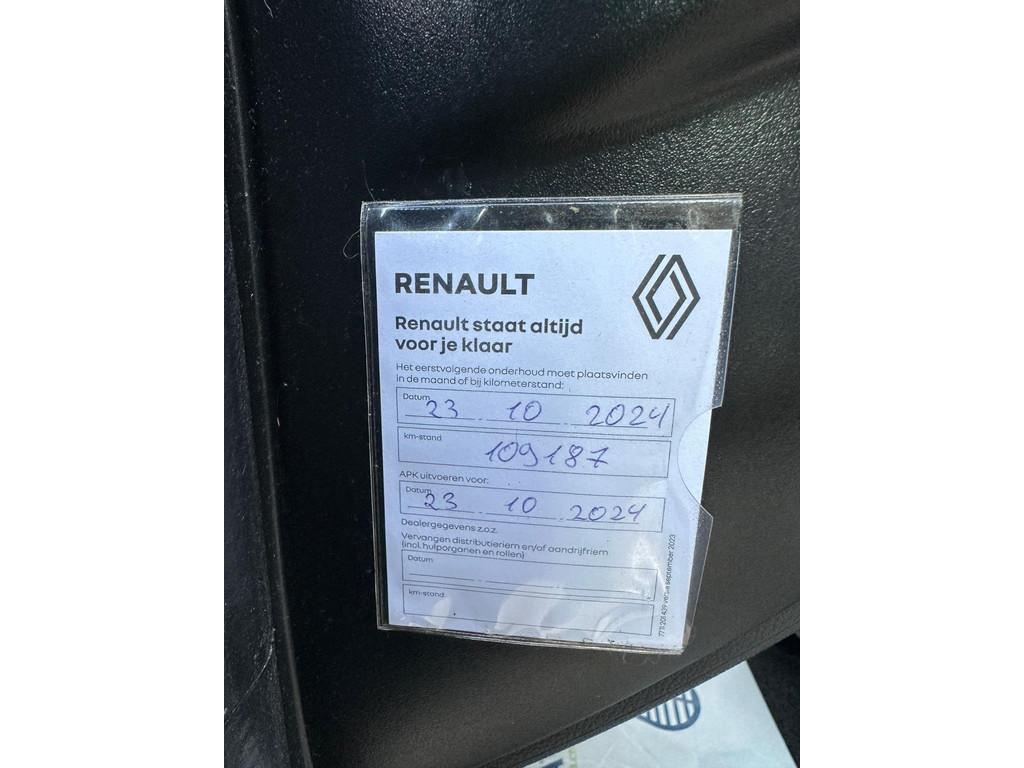 RENAULT
Renault staat altijd
voor je klaar
Het eerstvolgende onderhoud moet plaatsvinden
in de maand of bij kilometerstand:
Datum 23 10 2024
km-stand 109187
APK uitvoeren voor:
Datum 23 10 2024
Dealergegevens z.o.z.
Vervangen distributieriem en/of aandrijfriem
(incl. hulporganen en rollen)
Datum
km-stand
september 2023